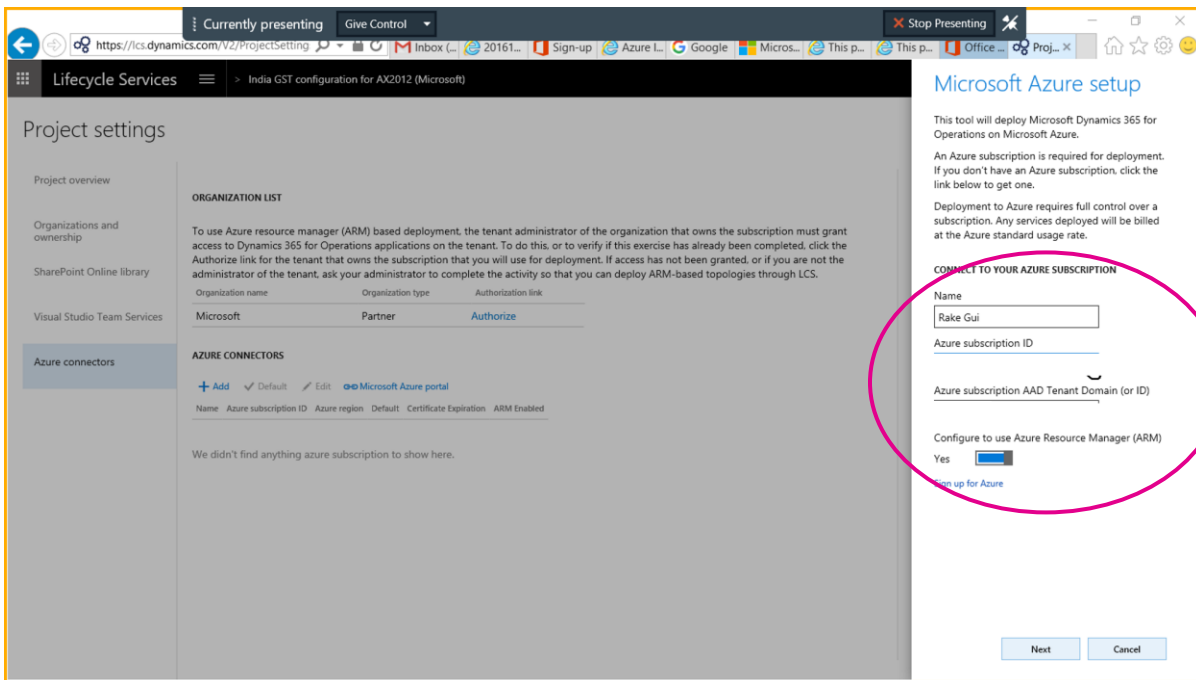 Currently presenting Give Control
Stop Presenting
https://lcs.dynamics.com/V2/ProjectSetting
Inbox (...
20161...
Sign-up
Azure I...
Google
Micros...
This p...
This p...
Office ...
Proj...
Lifecycle Services > India GST configuration for AX2012 (Microsoft)
Project settings
Project overview
Organizations and
ownership
SharePoint Online library
Visual Studio Team Services
Azure connectors
ORGANIZATION LIST
To use Azure resource manager (ARM) based deployment, the tenant administrator of the organization that owns the subscription must grant
access to Dynamics 365 for Operations applications on the tenant. To do this, or to verify if this exercise has already been completed, click the
Authorize link for the tenant that owns the subscription that you will use for deployment. If access has not been granted, or if you are not the
administrator of the tenant, ask your administrator to complete the activity so that you can deploy ARM-based topologies through LCS.
Organization name Organization type Authorization link
Microsoft Partner Authorize
AZURE CONNECTORS
Add Default Edit Microsoft Azure portal
Name Azure subscription ID Azure region Default Certificate Expiration ARM Enabled
We didn't find anything azure subscription to show here.
Microsoft Azure setup
This tool will deploy Microsoft Dynamics 365 for
Operations on Microsoft Azure.
An Azure subscription is required for deployment.
If you don't have an Azure subscription, click the
link below to get one.
Deployment to Azure requires full control over a
subscription. Any services deployed will be billed
at the Azure standard usage rate.
CONNECT TO YOUR AZURE SUBSCRIPTION
Name
Rake Gui
Azure subscription ID
Azure subscription AAD Tenant Domain (or ID)
Configure to use Azure Resource Manager (ARM)
Yes
Sign up for Azure
Next Cancel